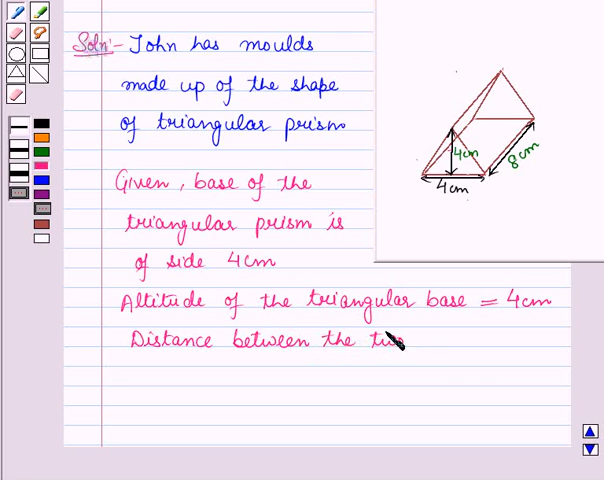 Soln:- John has moulds
made up of the shape
of triangular prism
Given, base of the
triangular prism is
of side 4cm
Altitude of the triangular base = 4cm
Distance between the two
4cm
8cm
4cm